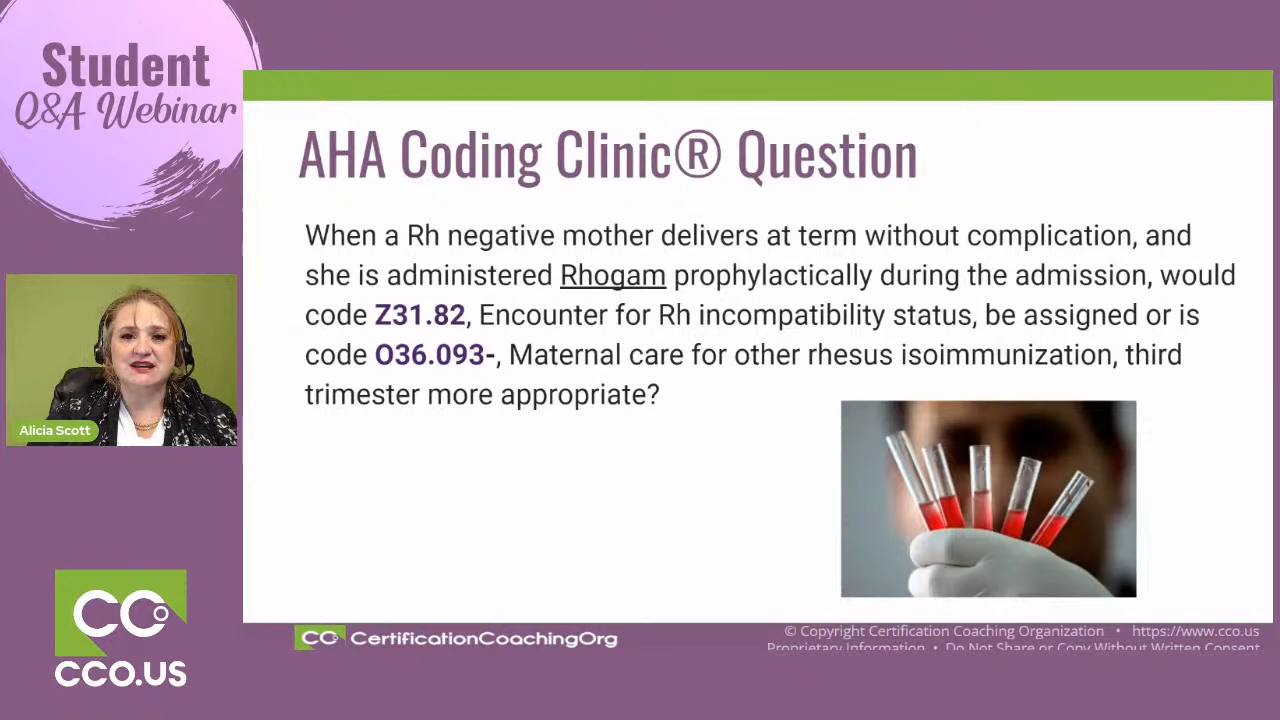 Student
Q&A Webinar
AHA Coding Clinic® Question
When a Rh negative mother delivers at term without complication, and
she is administered Rhogam prophylactically during the admission, would
code Z31.82, Encounter for Rh incompatibility status, be assigned or is
code O36.093-, Maternal care for other rhesus isoimmunization, third
trimester more appropriate?
Alicia Scott
CCO
CCO.US
CCO CertificationCoachingOrg
© Copyright Certification Coaching Organization • https://www.cco.us
Proprietary Information • Do Not Share or Copy Without Written Consent